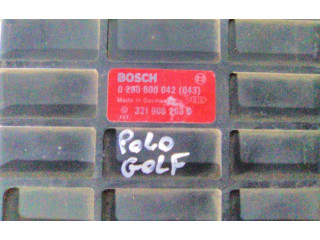 BOSCH
0 280 800 042 (043)
Made in Germany
321 906 263 C
POLO
GOLF